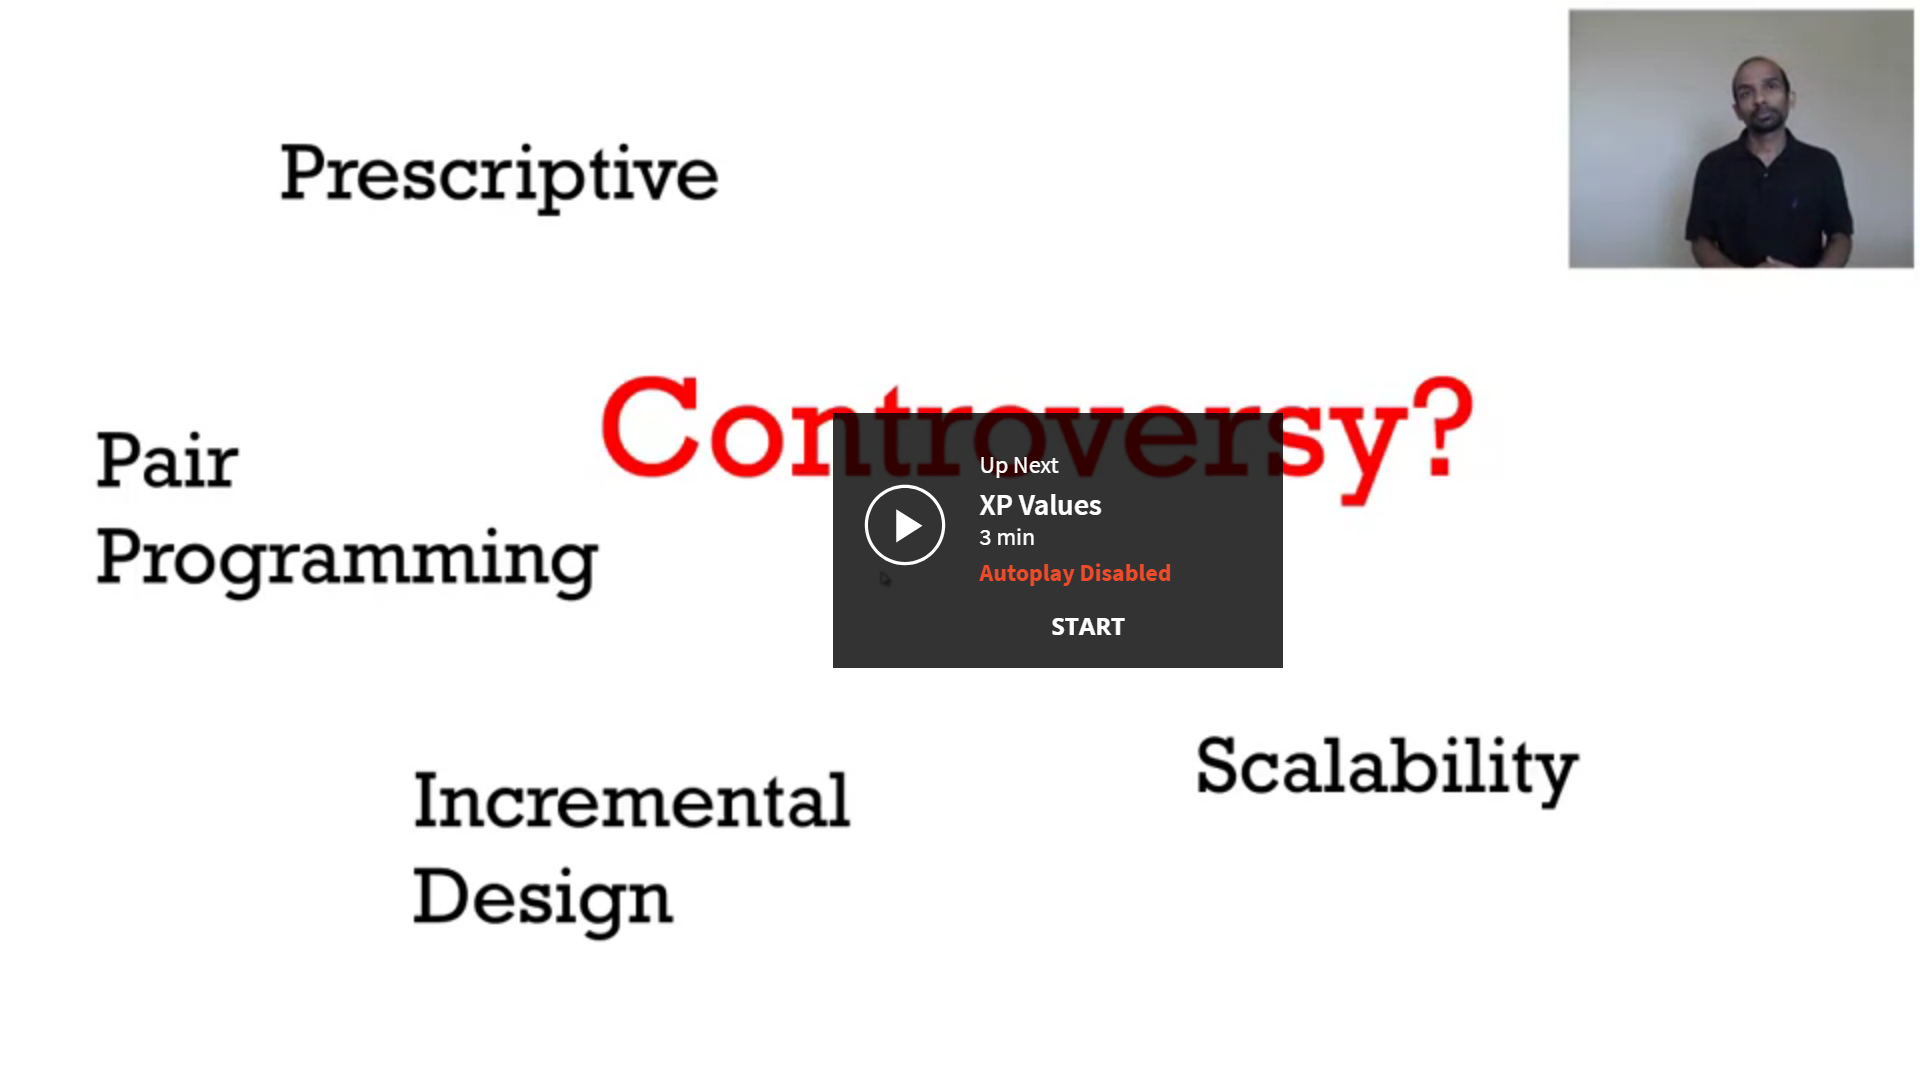 Prescriptive
Controversy?
Pair
Programming
Up Next
XP Values
3 min
Autoplay Disabled
START
Scalability
Incremental
Design